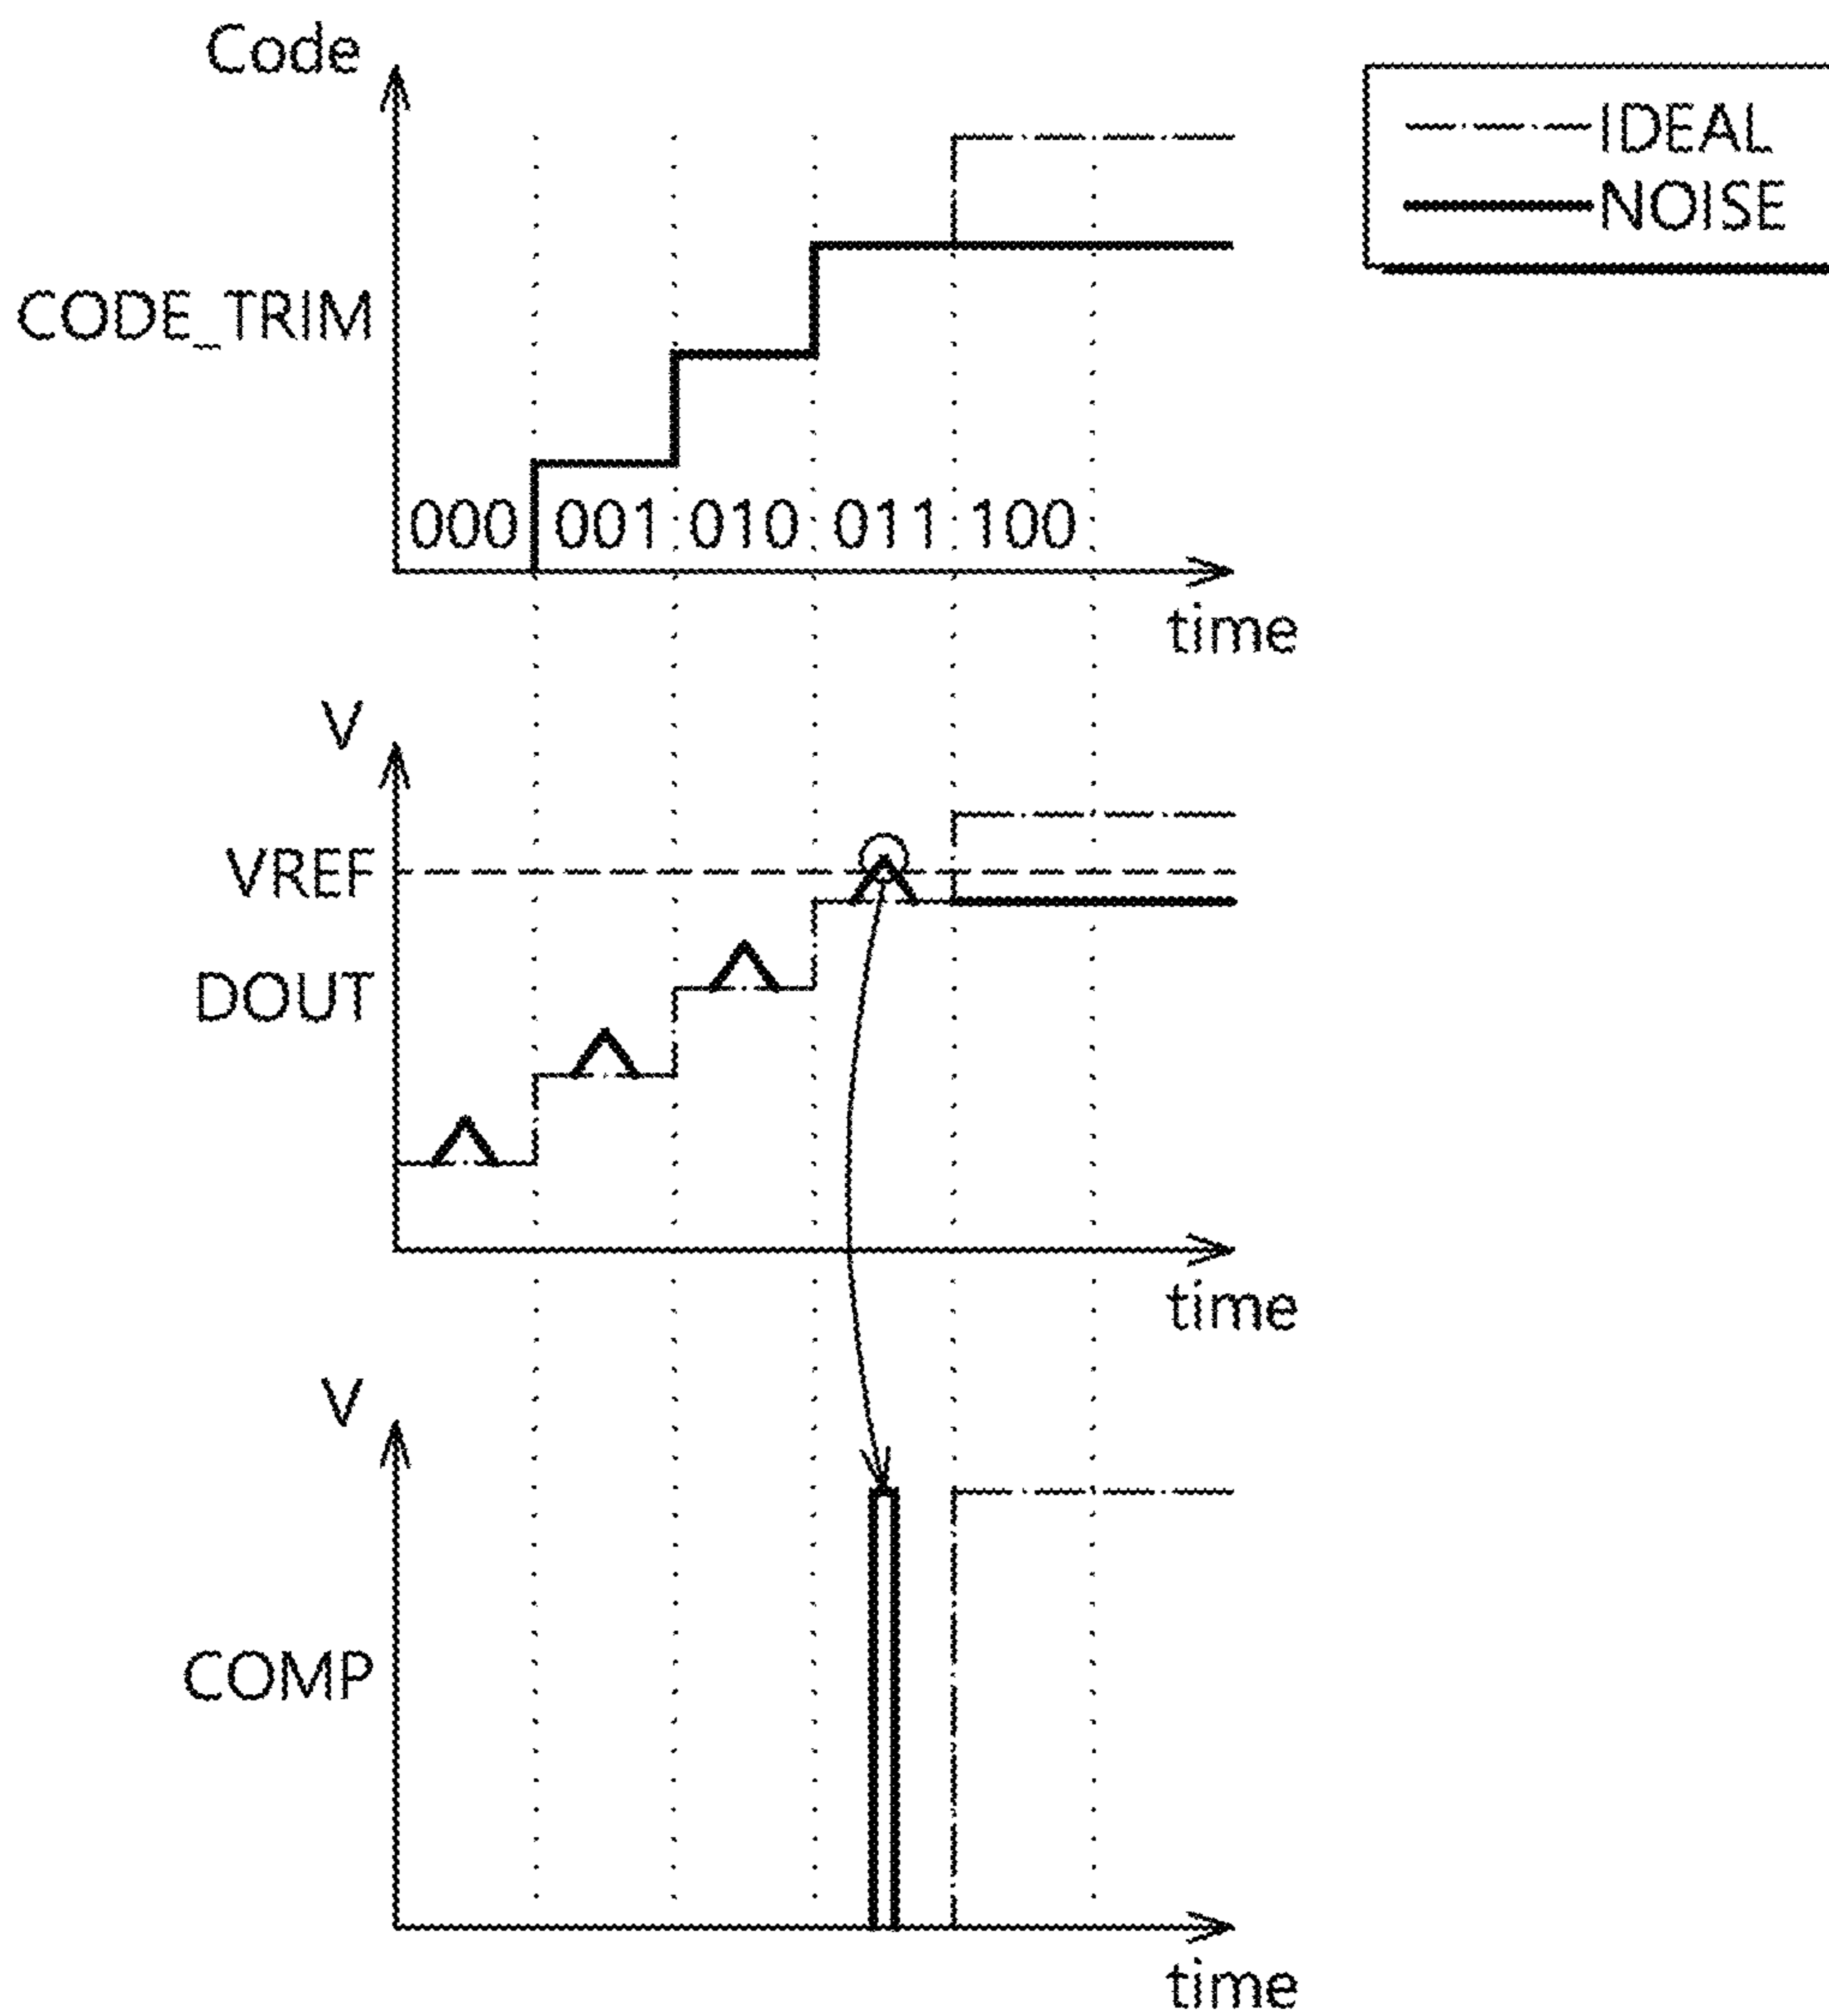 Code
IDEAL
NOISE
CODE_TRIM
000 001 010 011 100
time
V
VREF
DOUT
time
V
COMP
time